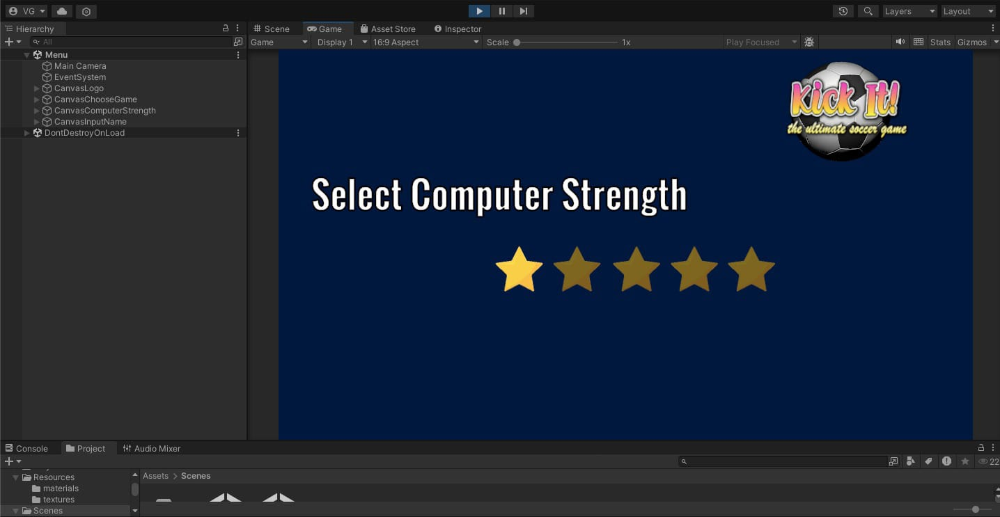 VG Layers Layout
Hierarchy Scene Game Asset Store Inspector
All Game Display 1 16:9 Aspect Scale 1x Play Focused Stats Gizmos
Menu
Main Camera
EventSystem
CanvasLogo
CanvasChooseGame
CanvasComputerStrength
CanvasInputName
DontDestroyOnLoad
Kick It!
the ultimate soccer game
Select Computer Strength
Console Project Audio Mixer
22
Resources
materials
textures
Scenes
Assets > Scenes